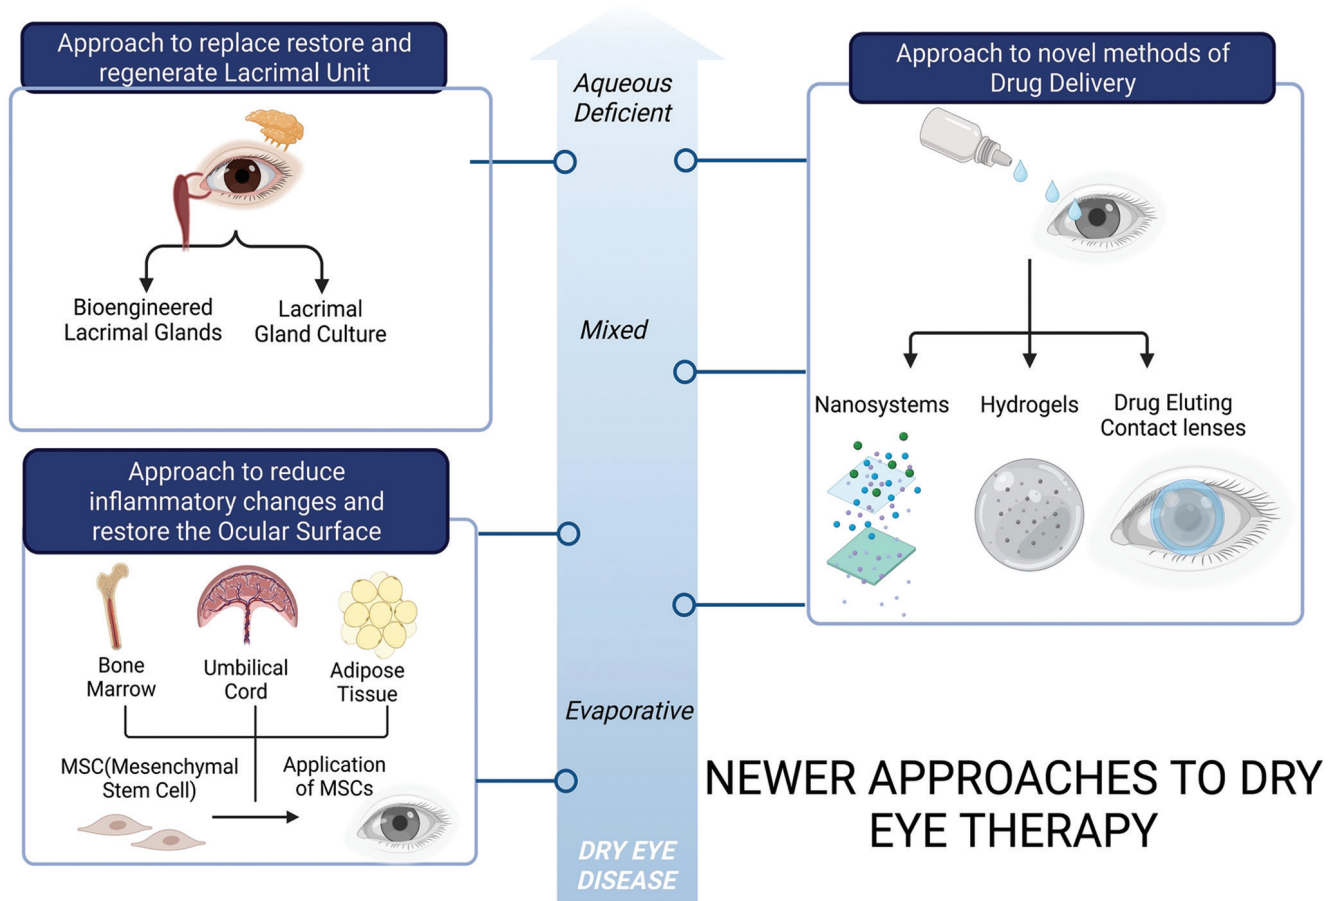 Approach to replace restore and
regenerate Lacrimal Unit
Bioengineered
Lacrimal Glands
Lacrimal
Gland Culture
Approach to reduce
inflammatory changes and
restore the Ocular Surface
Bone
Marrow
Umbilical
Cord
Adipose
Tissue
MSC(Mesenchymal
Stem Cell)
Application
of MSCs
Aqueous
Deficient
Mixed
Evaporative
DRY EYE
DISEASE
Approach to novel methods of
Drug Delivery
Nanosystems
Hydrogels
Drug Eluting
Contact lenses
NEWER APPROACHES TO DRY
EYE THERAPY